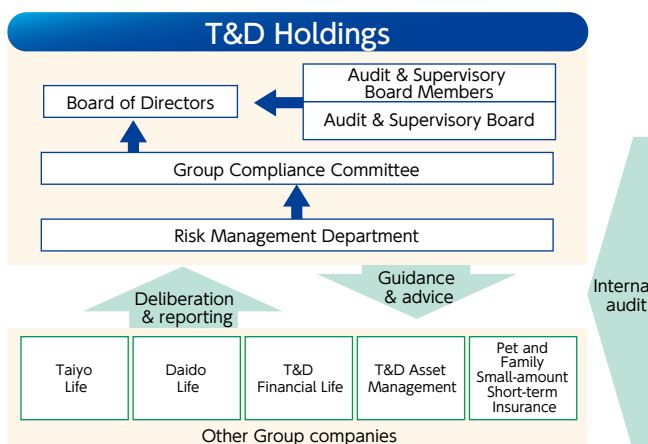 T&D Holdings
Audit & Supervisory
Board Members
Board of Directors
Audit & Supervisory Board
Group Compliance Committee
Risk Management Department
Deliberation
& reporting
Guidance
& advice
Interna
audit
Taiyo
Life
Daido
Life
T&D
Financial Life
T&D Asset
Management
Pet and
Family
Small-amount
Short-term
Insurance
Other Group companies